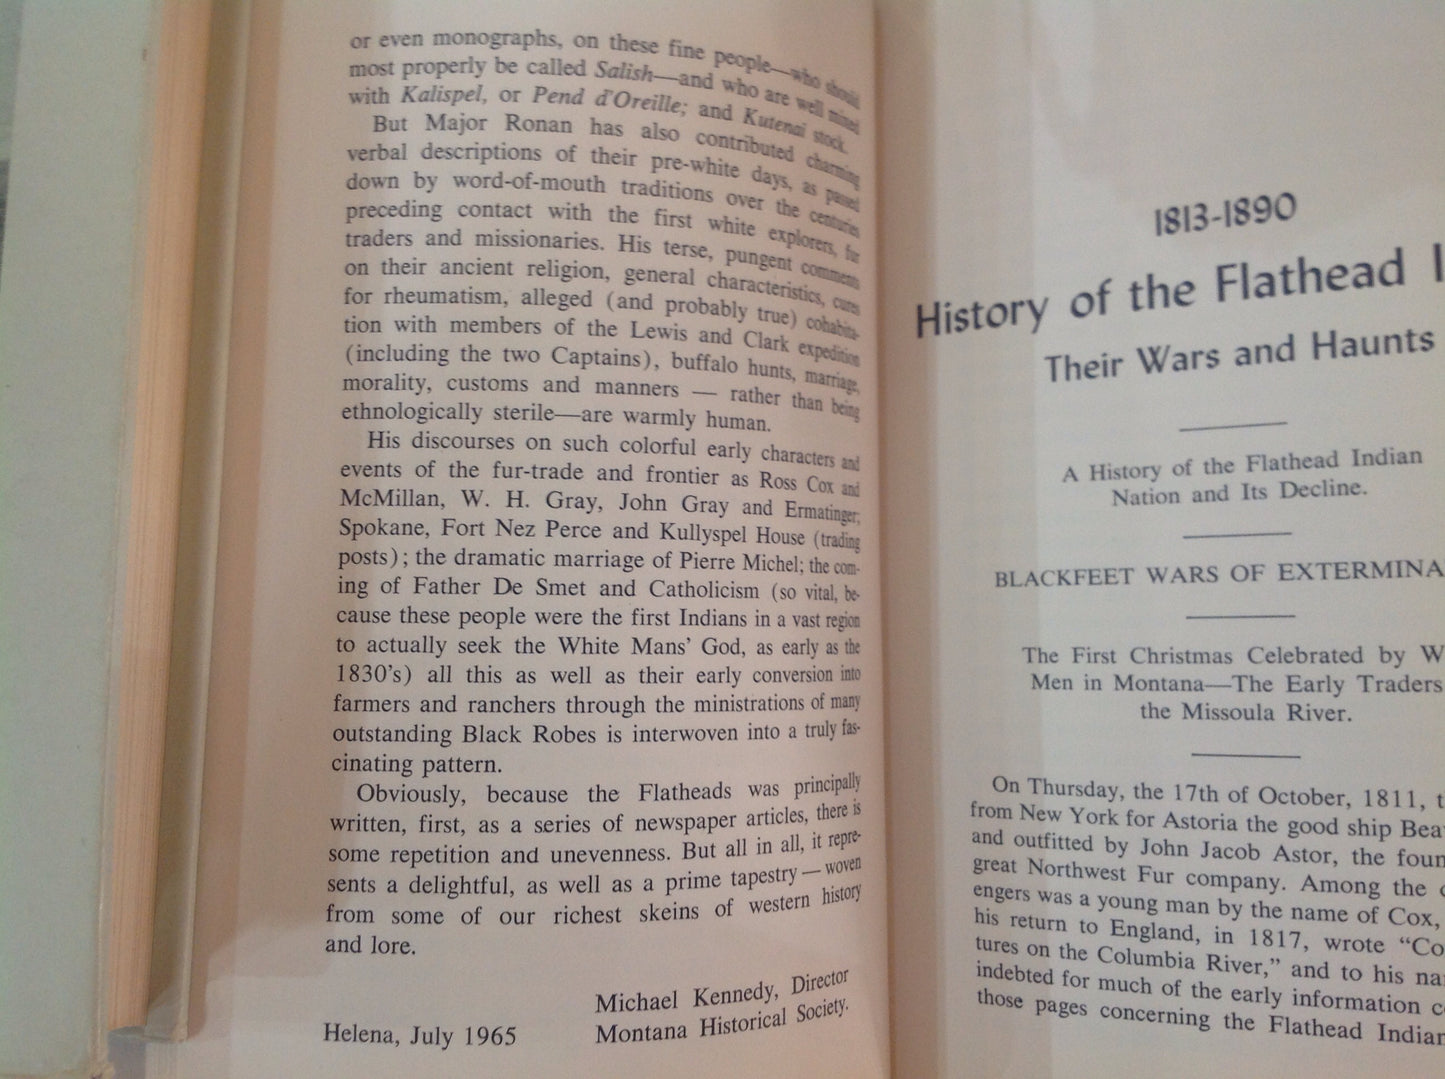 or even monographs, on these fine people—who should
most properly be called Salish—and who are well mixed
with Kalispel, or Pend d'Oreille; and Kutenai stock.
But Major Ronan has also contributed charming
verbal descriptions of their pre-white days, as passed
down by word-of-mouth traditions over the centuries
preceding contact with the first white explorers, fur
traders and missionaries. His terse, pungent comments
on their ancient religion, general characteristics, cures
for rheumatism, alleged (and probably true) cohabita-
tion with members of the Lewis and Clark expedition
(including the two Captains), buffalo hunts, marriage,
morality, customs and manners — rather than being
ethnologically sterile—are warmly human.
His discourses on such colorful early characters and
events of the fur-trade and frontier as Ross Cox and
McMillan, W. H. Gray, John Gray and Ermatinger;
Spokane, Fort Nez Perce and Kullyspel House (trading
posts); the dramatic marriage of Pierre Michel; the com-
ing of Father De Smet and Catholicism (so vital, be-
cause these people were the first Indians in a vast region
to actually seek the White Mans' God, as early as the
1830's) all this as well as their early conversion into
farmers and ranchers through the ministrations of many
outstanding Black Robes is interwoven into a truly fas-
cinating pattern.
Obviously, because the Flatheads was principally
written, first, as a series of newspaper articles, there is
some repetition and unevenness. But all in all, it repre-
sents a delightful, as well as a prime tapestry — woven
from some of our richest skeins of western history
and lore.
Michael Kennedy, Director
Helena, July 1965 Montana Historical Society.
1813-1890
History of the Flathead I
Their Wars and Haunts
A History of the Flathead Indian
Nation and Its Decline.
BLACKFEET WARS OF EXTERMINA
The First Christmas Celebrated by W
Men in Montana—The Early Traders
the Missoula River.
On Thursday, the 17th of October, 1811, t
from New York for Astoria the good ship Bea
and outfitted by John Jacob Astor, the foun
great Northwest Fur company. Among the
engers was a young man by the name of Cox,
his return to England, in 1817, wrote "Co
tures on the Columbia River," and to his na
indebted for much of the early information c
those pages concerning the Flathead Indian